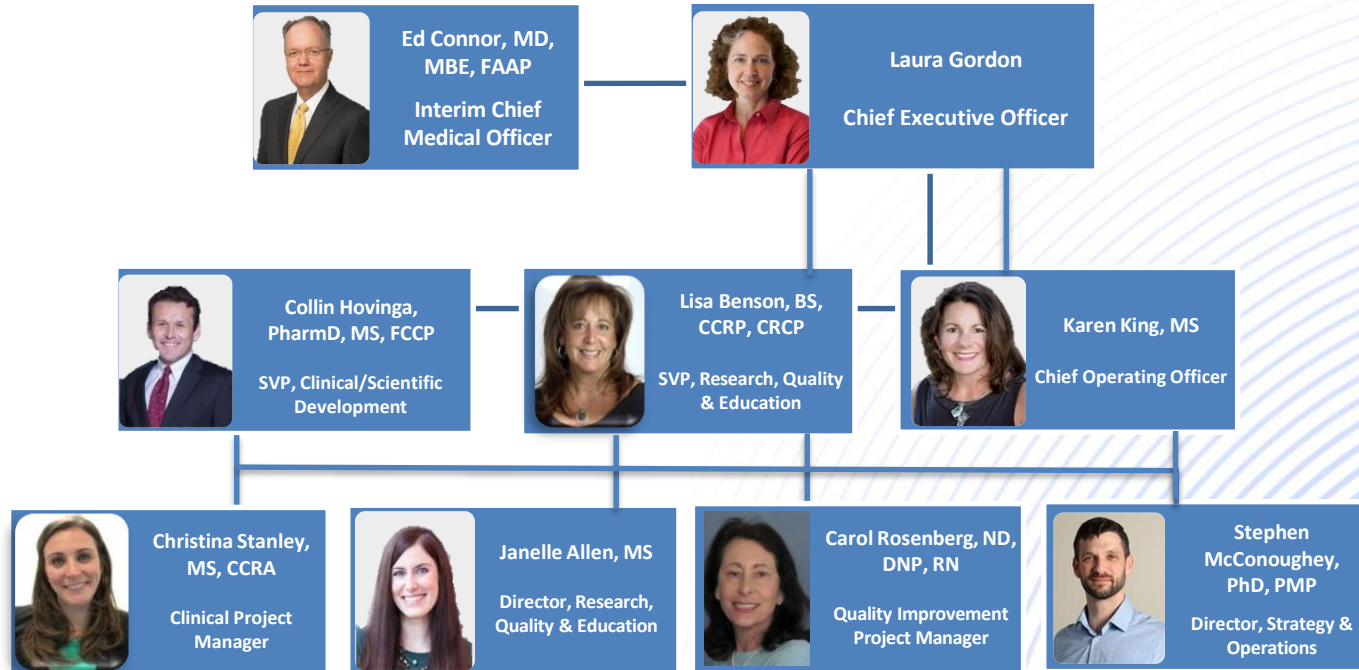 Ed Connor, MD,
MBE, FAAP
Interim Chief
Medical Officer
Laura Gordon
Chief Executive Officer
Collin Hovinga,
PharmD, MS, FCCP
SVP, Clinical/Scientific
Development
Lisa Benson, BS,
CCRP, CRCP
SVP, Research, Quality
& Education
Karen King, MS
Chief Operating Officer
Christina Stanley,
MS, CCRA
Clinical Project
Manager
Janelle Allen, MS
Director, Research,
Quality & Education
Carol Rosenberg, ND,
DNP, RN
Quality Improvement
Project Manager
Stephen
McConoughey,
PhD, PMP
Director, Strategy &
Operations